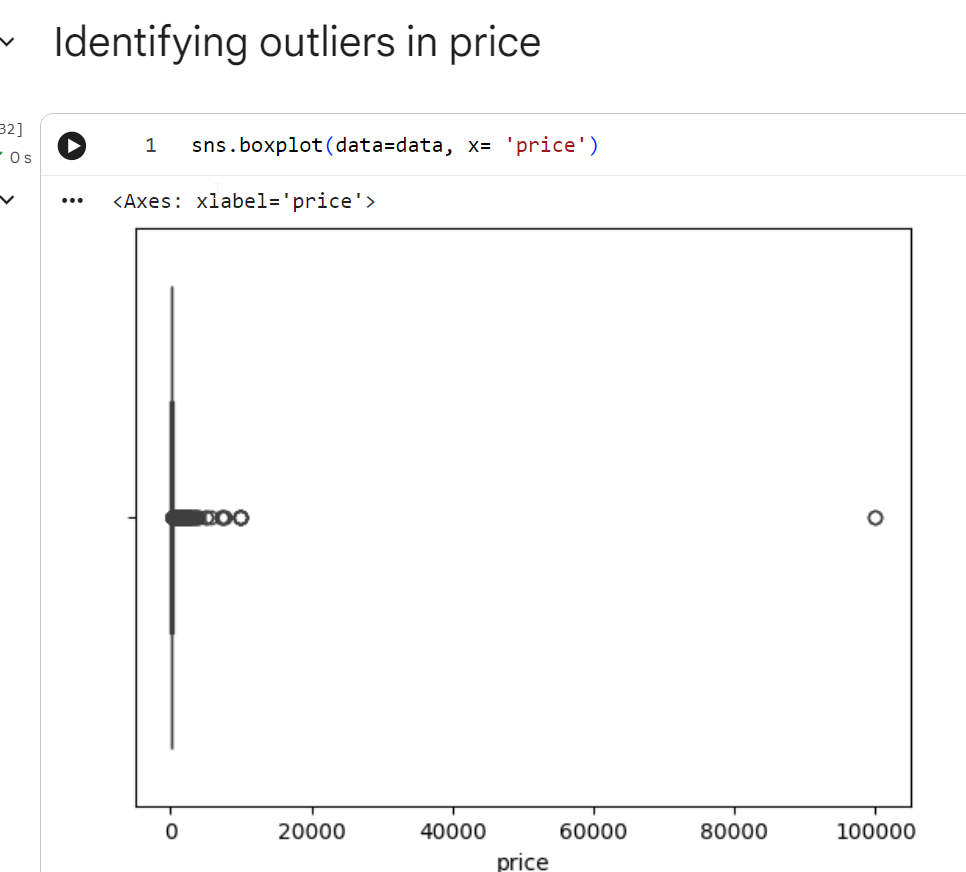 Identifying outliers in price
32]
0 s
1 sns.boxplot(data=data, x= 'price')
<Axes: xlabel='price'>
0 20000 40000 60000 80000 100000
price